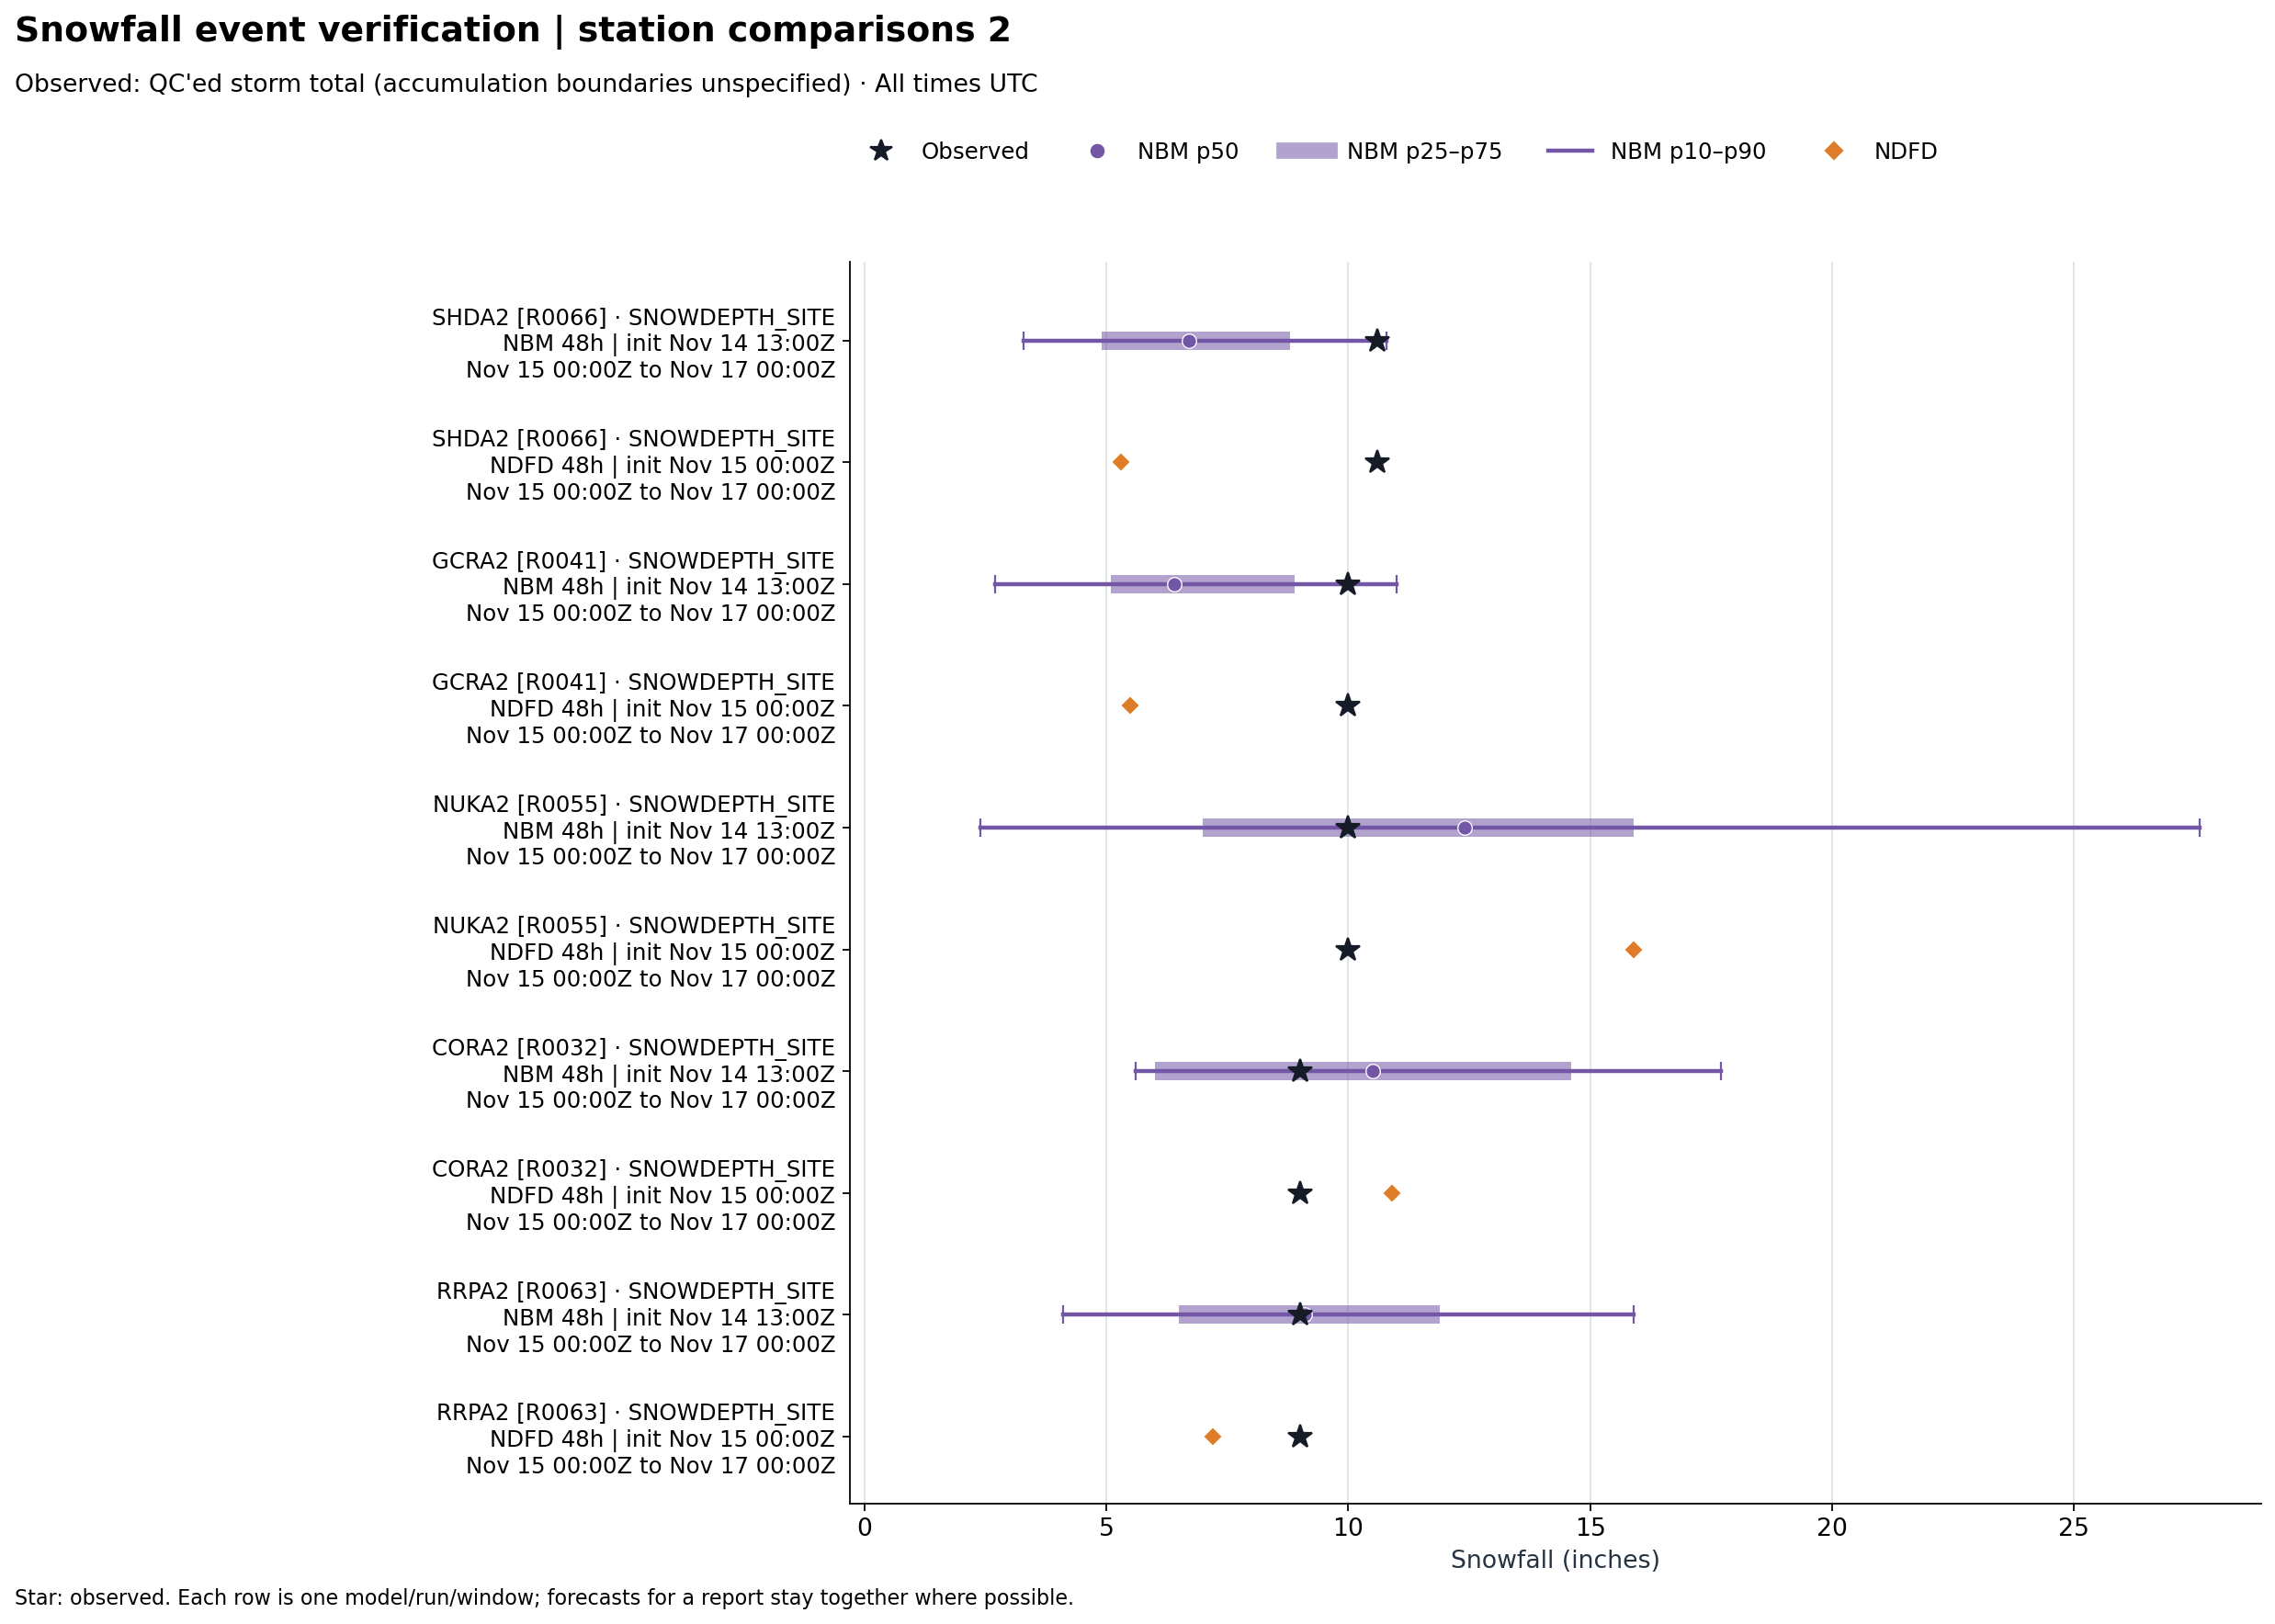 Snowfall event verification | station comparisons 2
Observed: QC'ed storm total (accumulation boundaries unspecified) · All times UTC
Observed NBM p50 NBM p25–p75 NBM p10–p90 NDFD
SHDA2 [R0066] · SNOWDEPTH_SITE
NBM 48h | init Nov 14 13:00Z
Nov 15 00:00Z to Nov 17 00:00Z
SHDA2 [R0066] · SNOWDEPTH_SITE
NDFD 48h | init Nov 15 00:00Z
Nov 15 00:00Z to Nov 17 00:00Z
GCRA2 [R0041] · SNOWDEPTH_SITE
NBM 48h | init Nov 14 13:00Z
Nov 15 00:00Z to Nov 17 00:00Z
GCRA2 [R0041] · SNOWDEPTH_SITE
NDFD 48h | init Nov 15 00:00Z
Nov 15 00:00Z to Nov 17 00:00Z
NUKA2 [R0055] · SNOWDEPTH_SITE
NBM 48h | init Nov 14 13:00Z
Nov 15 00:00Z to Nov 17 00:00Z
NUKA2 [R0055] · SNOWDEPTH_SITE
NDFD 48h | init Nov 15 00:00Z
Nov 15 00:00Z to Nov 17 00:00Z
CORA2 [R0032] · SNOWDEPTH_SITE
NBM 48h | init Nov 14 13:00Z
Nov 15 00:00Z to Nov 17 00:00Z
CORA2 [R0032] · SNOWDEPTH_SITE
NDFD 48h | init Nov 15 00:00Z
Nov 15 00:00Z to Nov 17 00:00Z
RRPA2 [R0063] · SNOWDEPTH_SITE
NBM 48h | init Nov 14 13:00Z
Nov 15 00:00Z to Nov 17 00:00Z
RRPA2 [R0063] · SNOWDEPTH_SITE
NDFD 48h | init Nov 15 00:00Z
Nov 15 00:00Z to Nov 17 00:00Z
0 5 10 15 20 25
Snowfall (inches)
Star: observed. Each row is one model/run/window; forecasts for a report stay together where possible.